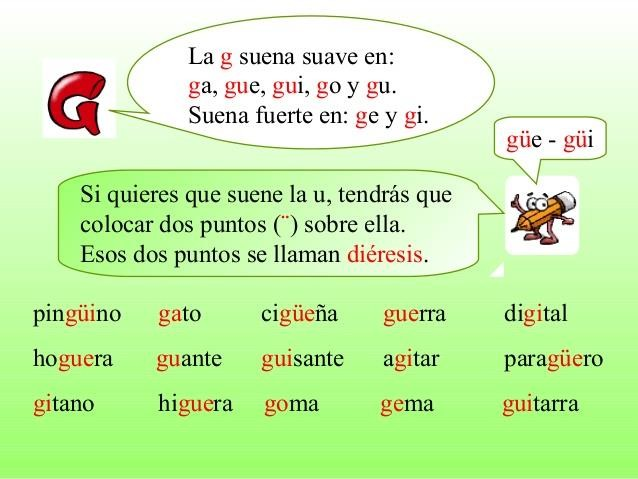 G
La g suena suave en:
ga, gue, gui, go y gu.
Suena fuerte en: ge y gi.
güe - güi
Si quieres que suene la u, tendrás que
colocar dos puntos (¨) sobre ella.
Esos dos puntos se llaman diéresis.
pingüino gato cigüeña guerra digital
hoguera guante guisante agitar paragüero
gitano higuera goma gema guitarra